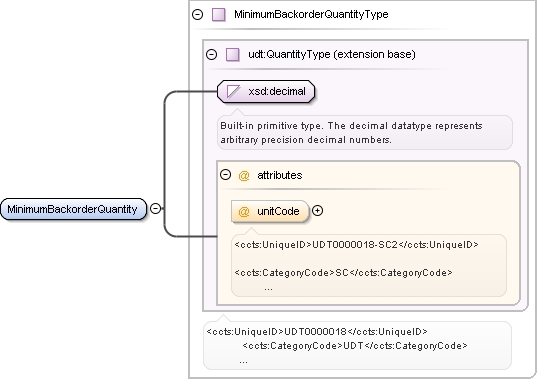 MinimumBackorderQuantityType
udt:QuantityType (extension base)
xsd:decimal
Built-in primitive type. The decimal datatype represents
arbitrary precision decimal numbers.
@ attributes
MinimumBackorderQuantity
@ unitCode
<ccts:UniqueID>UDT0000018-SC2</ccts:UniqueID>
<ccts:CategoryCode>SC</ccts:CategoryCode>
...
<ccts:UniqueID>UDT0000018</ccts:UniqueID>
<ccts:CategoryCode>UDT</ccts:CategoryCode>
...